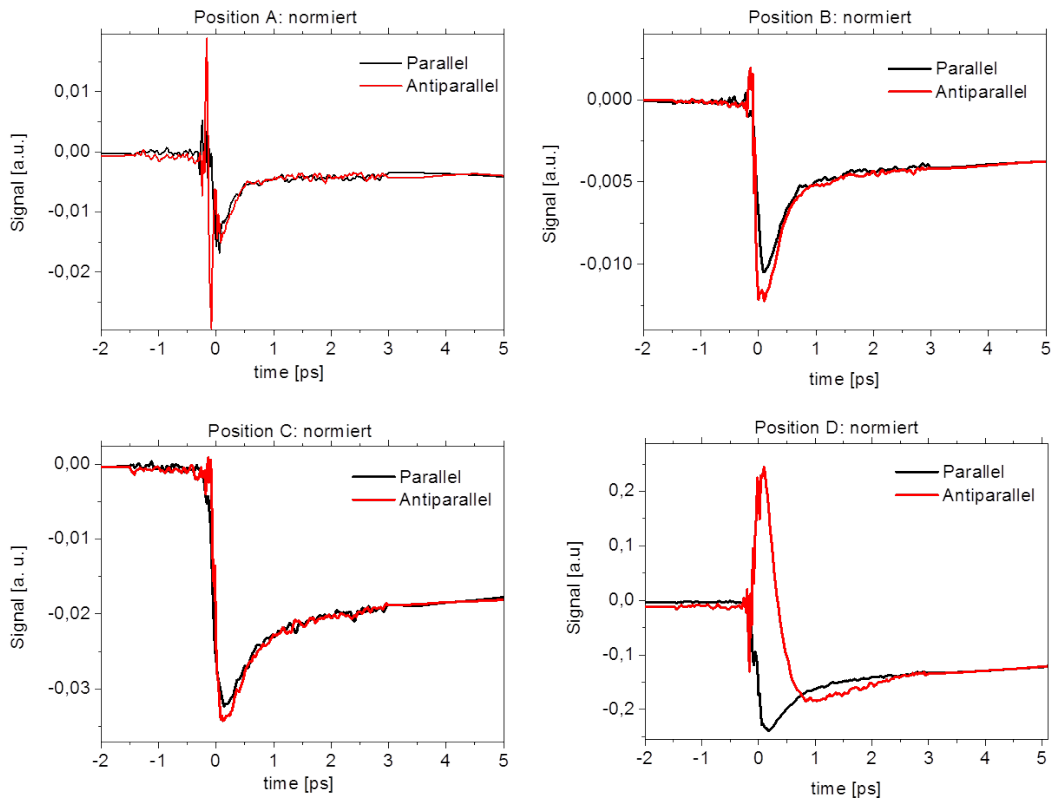 Position A: normiert
Parallel
Antiparallel
0,01
0,00
-0,01
-0,02
Signal [a.u.]
-2 -1 0 1 2 3 4 5
time [ps]
Position B: normiert
Parallel
Antiparallel
0,000
-0,005
-0,010
Signal [a.u.]
-2 -1 0 1 2 3 4 5
time [ps]
Position C: normiert
Parallel
Antiparallel
0,00
-0,01
-0,02
-0,03
Signal [a. u.]
-2 -1 0 1 2 3 4 5
time [ps]
Position D: normiert
Parallel
Antiparallel
0,2
0,1
0,0
-0,1
-0,2
Signal [a.u]
-2 -1 0 1 2 3 4 5
time [ps]